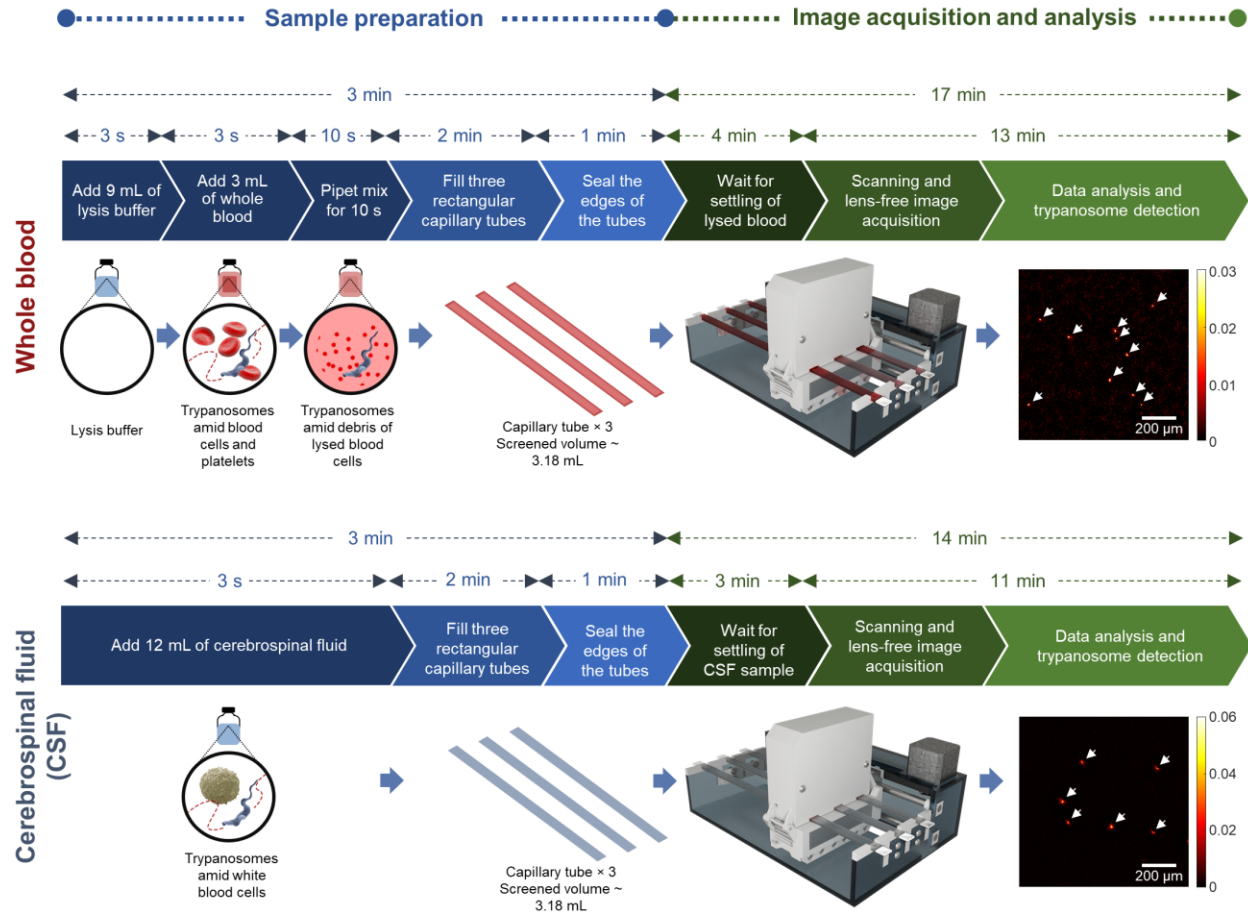 Sample preparation
Image acquisition and analysis
3 min
17 min
3 s
3 s
10 s
2 min
1 min
4 min
13 min
Whole blood
Add 9 mL of
lysis buffer
Add 3 mL
of whole
blood
Pipet mix
for 10 s
Fill three
rectangular
capillary tubes
Seal the
edges of
the tubes
Wait for
settling of
lysed blood
Scanning and
lens-free image
acquisition
Data analysis and
trypanosome detection
Lysis buffer
Trypanosomes
amid blood
cells and
platelets
Trypanosomes
amid debris of
lysed blood
cells
Capillary tube × 3
Screened volume ~
3.18 mL
200 µm
0.03
0.02
0.01
0
3 min
14 min
3 s
2 min
1 min
3 min
11 min
Cerebrospinal fluid
(CSF)
Add 12 mL of cerebrospinal fluid
Fill three
rectangular
capillary tubes
Seal the
edges of
the tubes
Wait for
settling of
CSF sample
Scanning and
lens-free image
acquisition
Data analysis and
trypanosome detection
Trypanosomes
amid white
blood cells
Capillary tube × 3
Screened volume ~
3.18 mL
200 µm
0.06
0.04
0.02
0